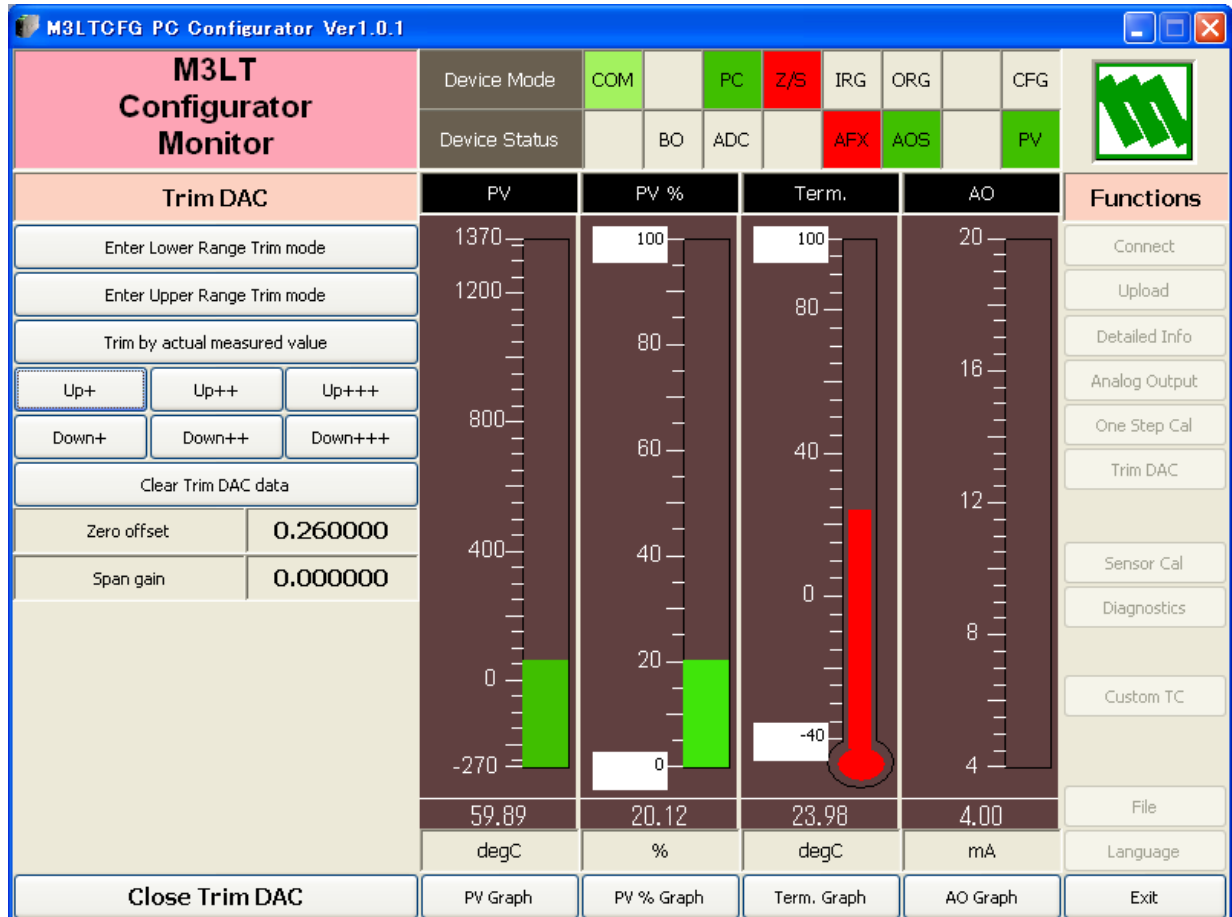 M3LTCFG PC Configurator Ver1.0.1
M3LT
Configurator
Monitor
Device Mode
COM
PC
Z/S
IRG
ORG
CFG
Device Status
BO
ADC
AFX
AOS
PV
Trim DAC
PV
PV %
Term.
AO
Functions
Enter Lower Range Trim mode
Enter Upper Range Trim mode
Trim by actual measured value
Up+
Up++
Up+++
Down+
Down++
Down+++
Clear Trim DAC data
Zero offset
0.260000
Span gain
0.000000
1370
1200
800
400
0
-270
100
80
60
40
20
0
100
80
40
0
-40
20
16
12
8
4
59.89
20.12
23.98
4.00
degC
%
degC
mA
Connect
Upload
Detailed Info
Analog Output
One Step Cal
Trim DAC
Sensor Cal
Diagnostics
Custom TC
File
Language
Close Trim DAC
PV Graph
PV % Graph
Term. Graph
AO Graph
Exit